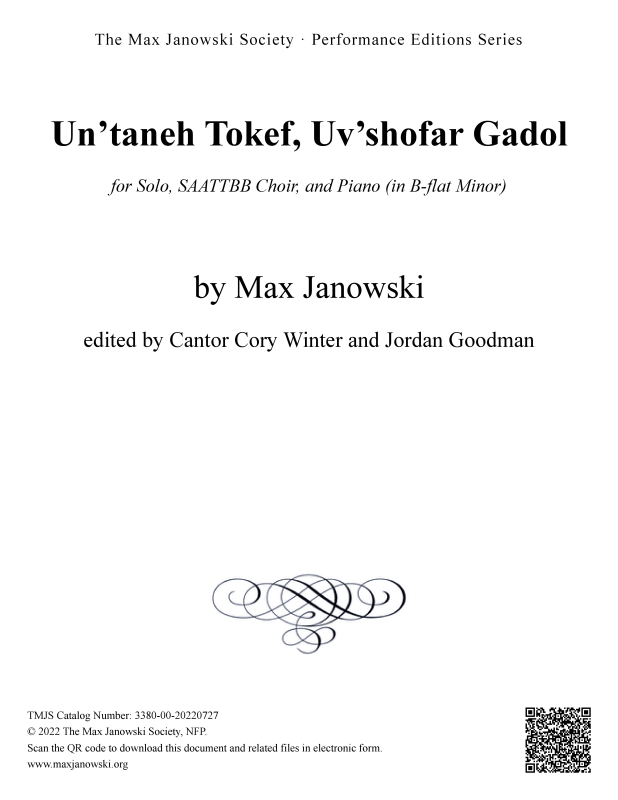 The Max Janowski Society · Performance Editions Series
Un’taneh Tokef, Uv’shofar Gadol
for Solo, SAATTBB Choir, and Piano (in B-flat Minor)
by Max Janowski
edited by Cantor Cory Winter and Jordan Goodman
TMJS Catalog Number: 3380-00-20220727
© 2022 The Max Janowski Society, NFP.
Scan the QR code to download this document and related files in electronic form.
www.maxjanowski.org